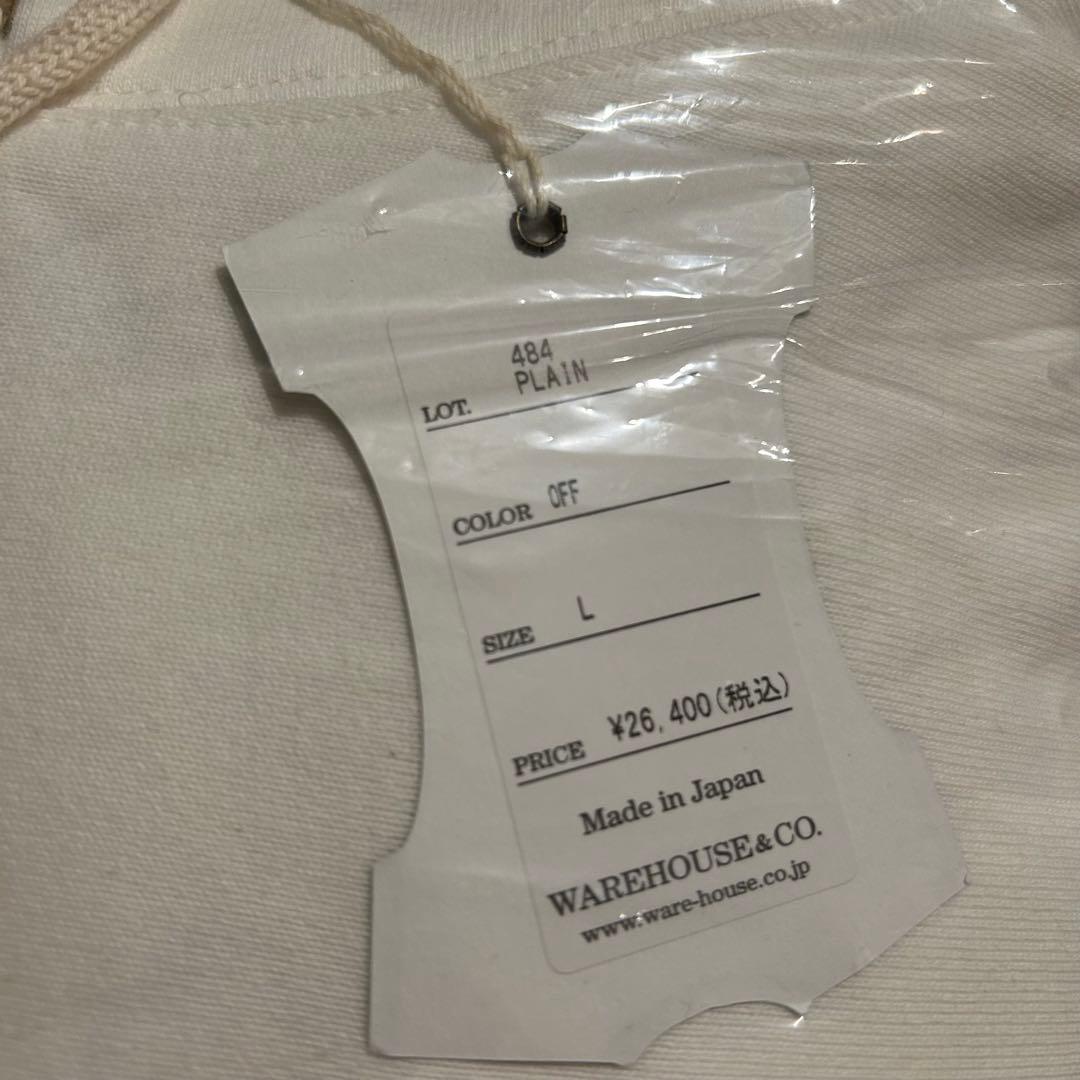 484
PLAIN
LOT.
COLOR OFF
SIZE L
PRICE ¥26,400(税込)
Made in Japan
WAREHOUSE&CO.
www.ware-house.co.jp